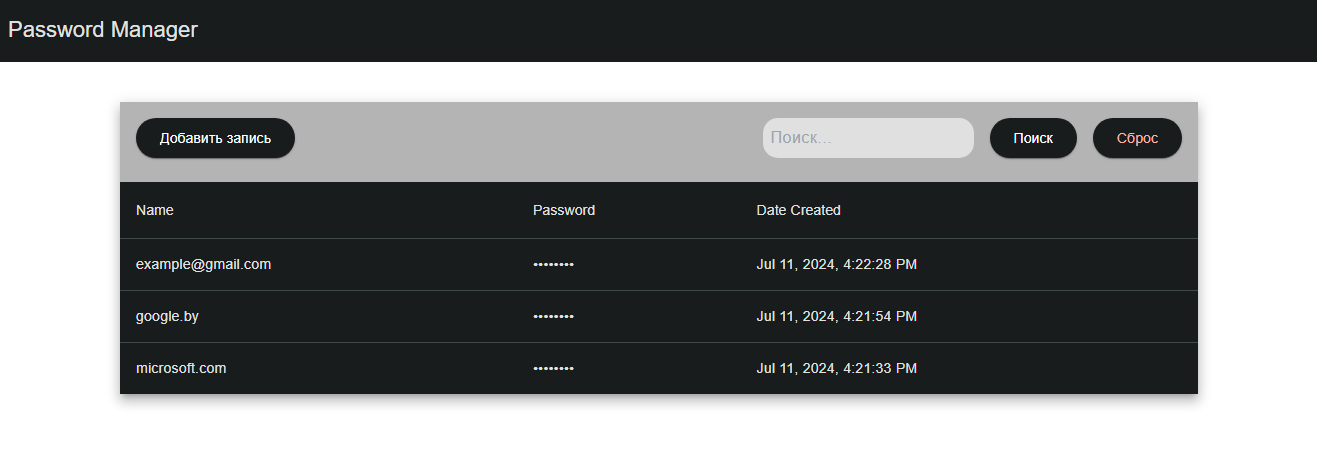 Password Manager
Добавить запись Поиск... Поиск Сброс
Name Password Date Created
example@gmail.com •••••••• Jul 11, 2024, 4:22:28 PM
google.by •••••••• Jul 11, 2024, 4:21:54 PM
microsoft.com •••••••• Jul 11, 2024, 4:21:33 PM